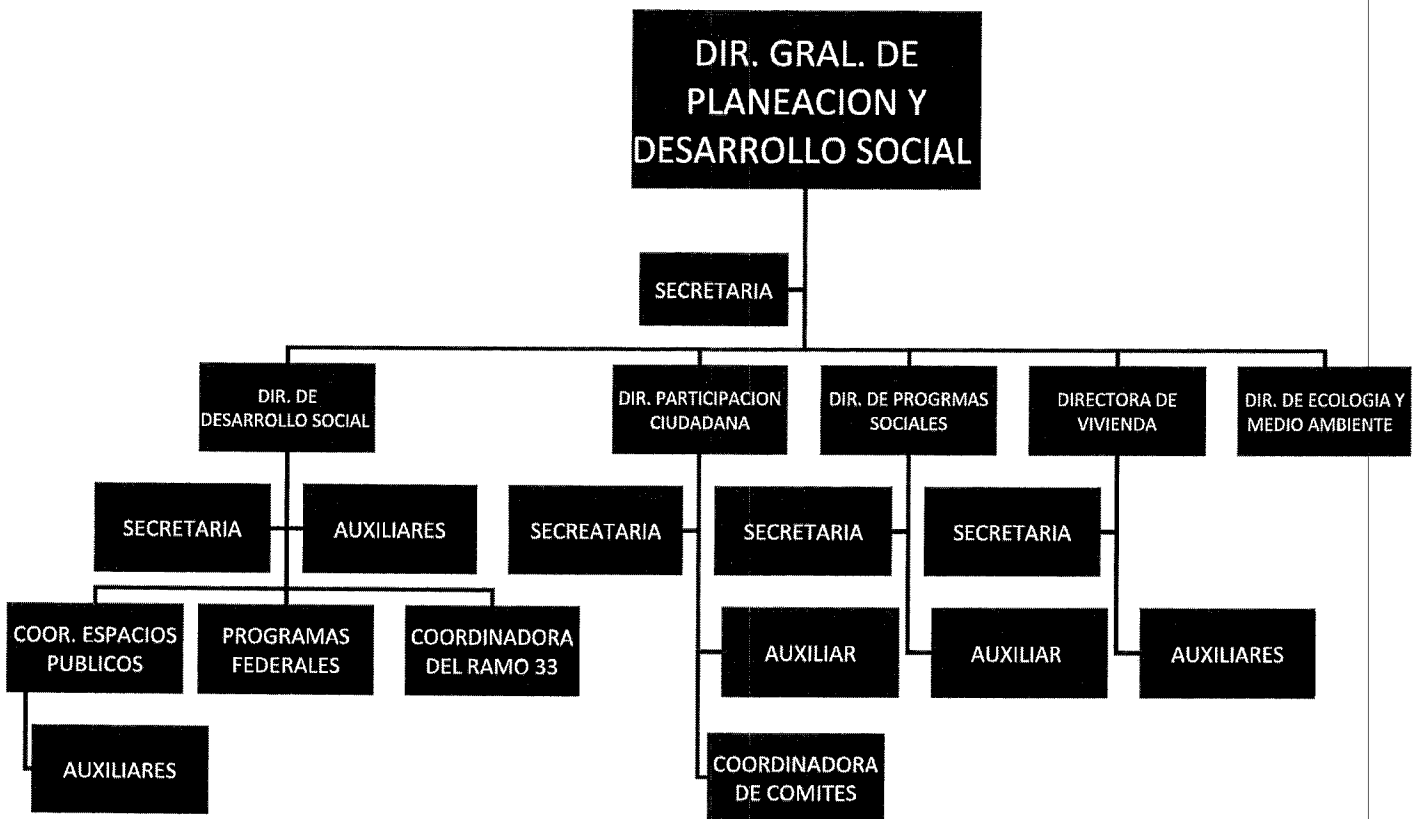 DIR. GRAL. DE
PLANEACION Y
DESARROLLO SOCIAL
SECRETARIA
DIR. DE
DESARROLLO SOCIAL
DIR. PARTICIPACION
CIUDADANA
DIR. DE PROGRMAS
SOCIALES
DIRECTORA DE
VIVIENDA
DIR. DE ECOLOGIA Y
MEDIO AMBIENTE
SECRETARIA
AUXILIARES
SECREATARIA
SECRETARIA
SECRETARIA
COOR. ESPACIOS
PUBLICOS
PROGRAMAS
FEDERALES
COORDINADORA
DEL RAMO 33
AUXILIAR
AUXILIAR
AUXILIARES
AUXILIARES
COORDINADORA
DE COMITES